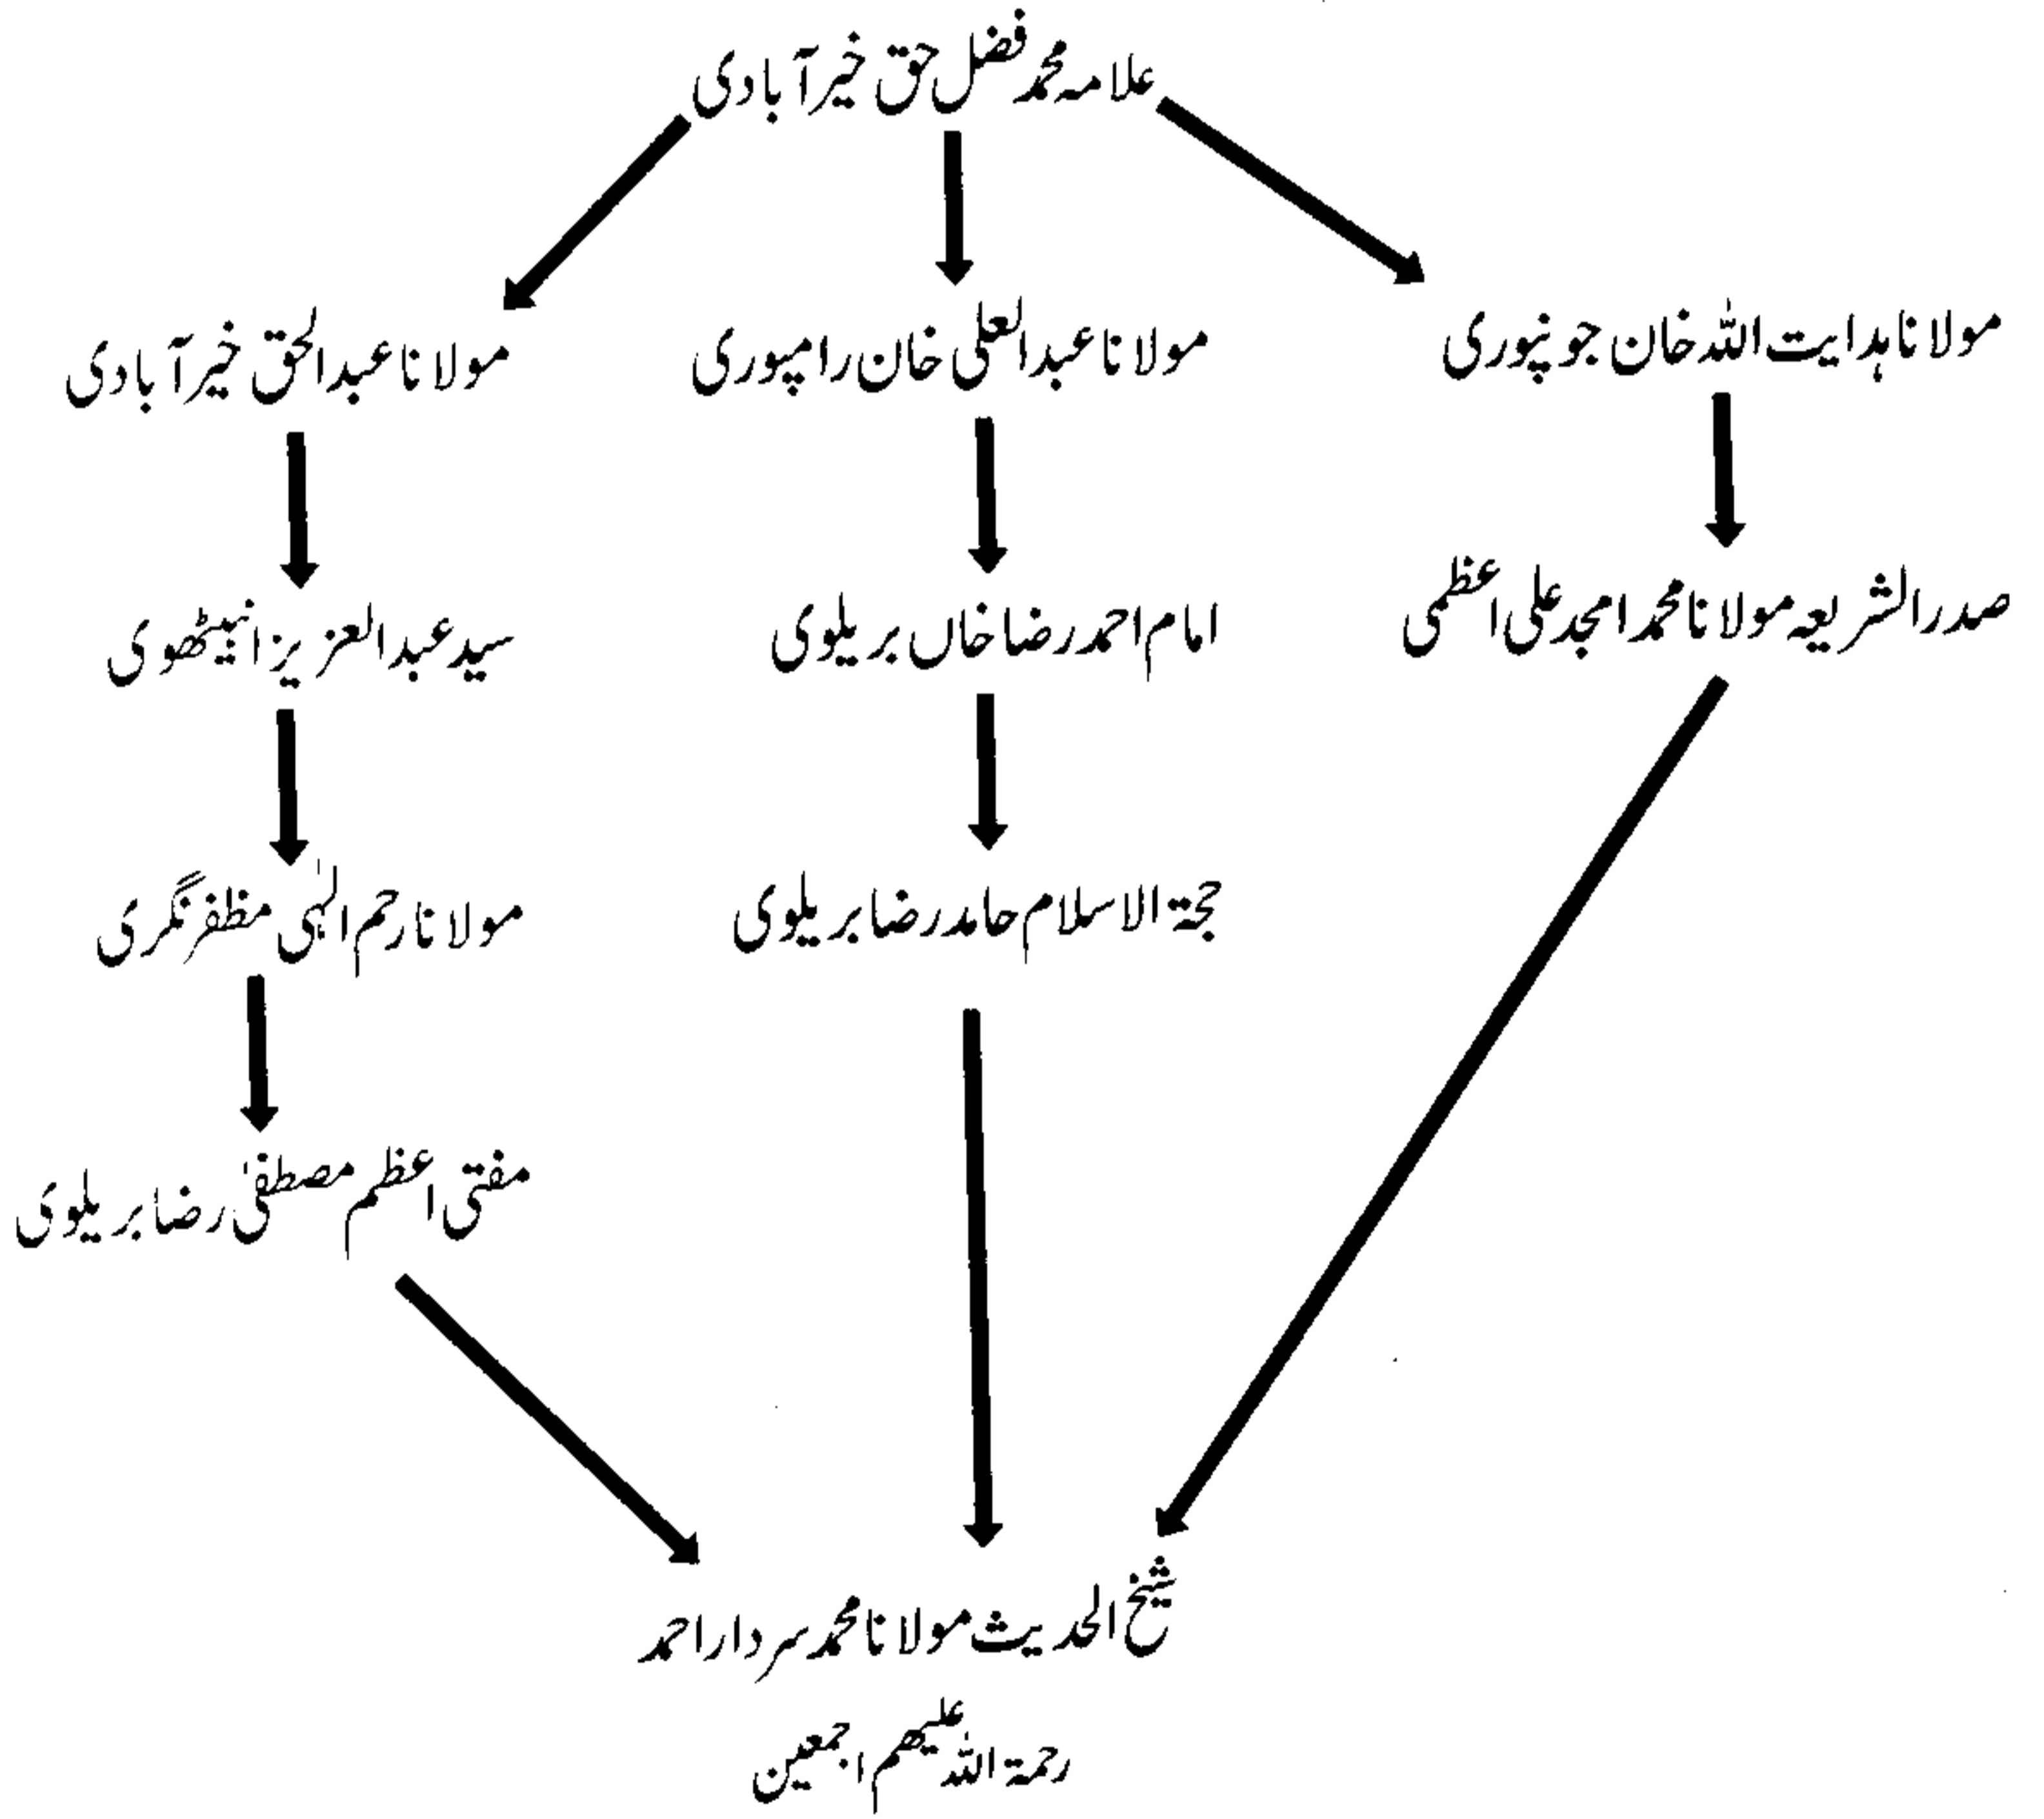 علامہ محمد فضل حق خیرآبادی
مولانا ہدایت اللہ خان جونپوری
مولانا عبدالعلی خان رامپوری
مولانا عبدالحق خیرآبادی
صدرالشریعہ مولانا محمد امجد علی اعظمی
امام احمد رضا خاں بریلوی
سید عبدالعزیز انبیٹھوی
حجۃ الاسلام حامد رضا بریلوی
مولانا رحم الٰہی مظفرنگری
مفتی اعظم مصطفیٰ رضا بریلوی
شیخ الحدیث مولانا محمد سردار احمد
رحمۃ اللہ علیھم اجمعین